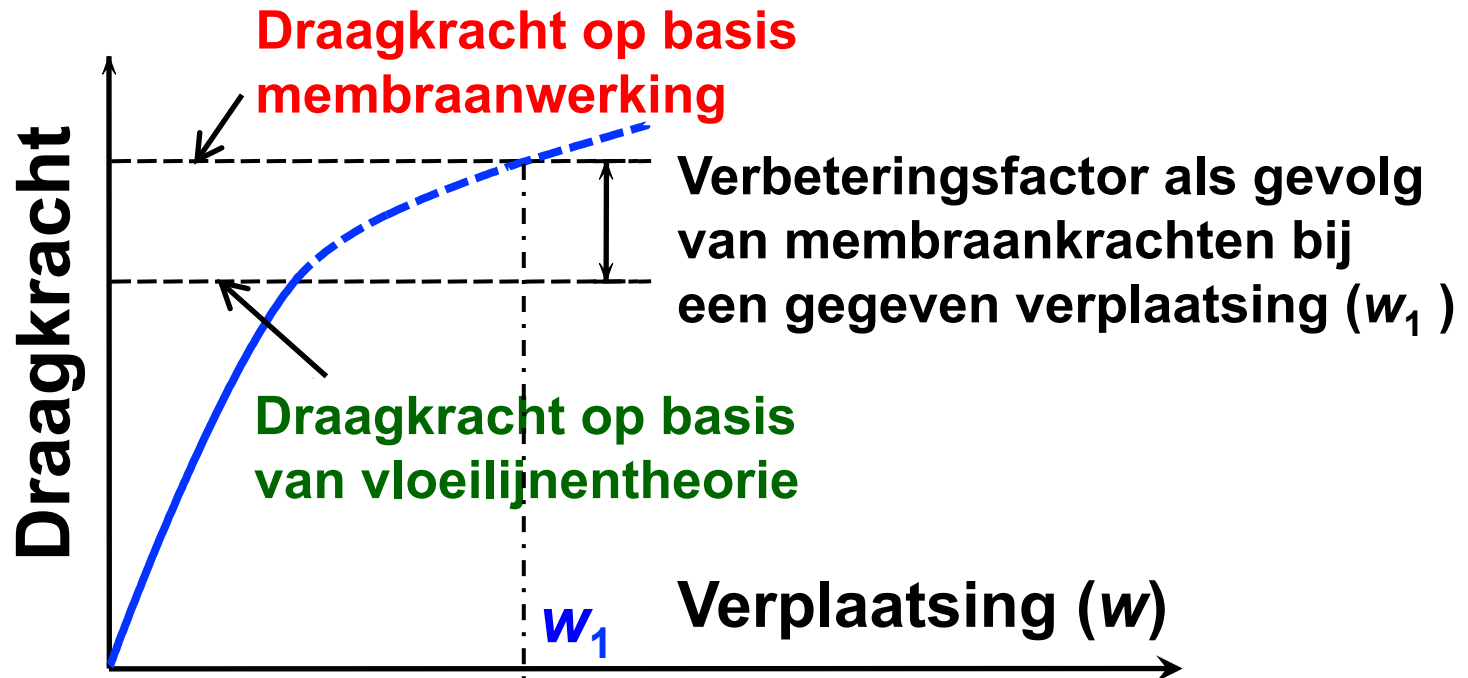 Draagkracht op basis
membraanwerking
Draagkracht
Verbeteringsfactor als gevolg
van membraankrachten bij
een gegeven verplaatsing (w₁ )
Draagkracht op basis
van vloeilijnentheorie
w₁
Verplaatsing (w)